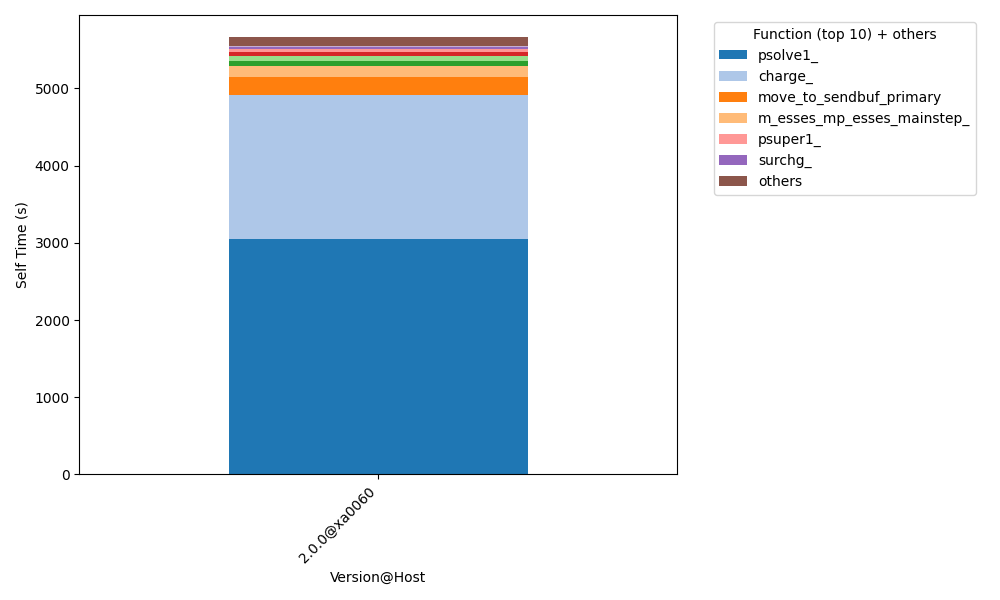 Function (top 10) + others
psolve1_
charge_
move_to_sendbuf_primary
m_esses_mp_esses_mainstep_
psuper1_
surchg_
others
5000
4000
3000
2000
1000
0
Self Time (s)
2.0.0@xa0060
Version@Host